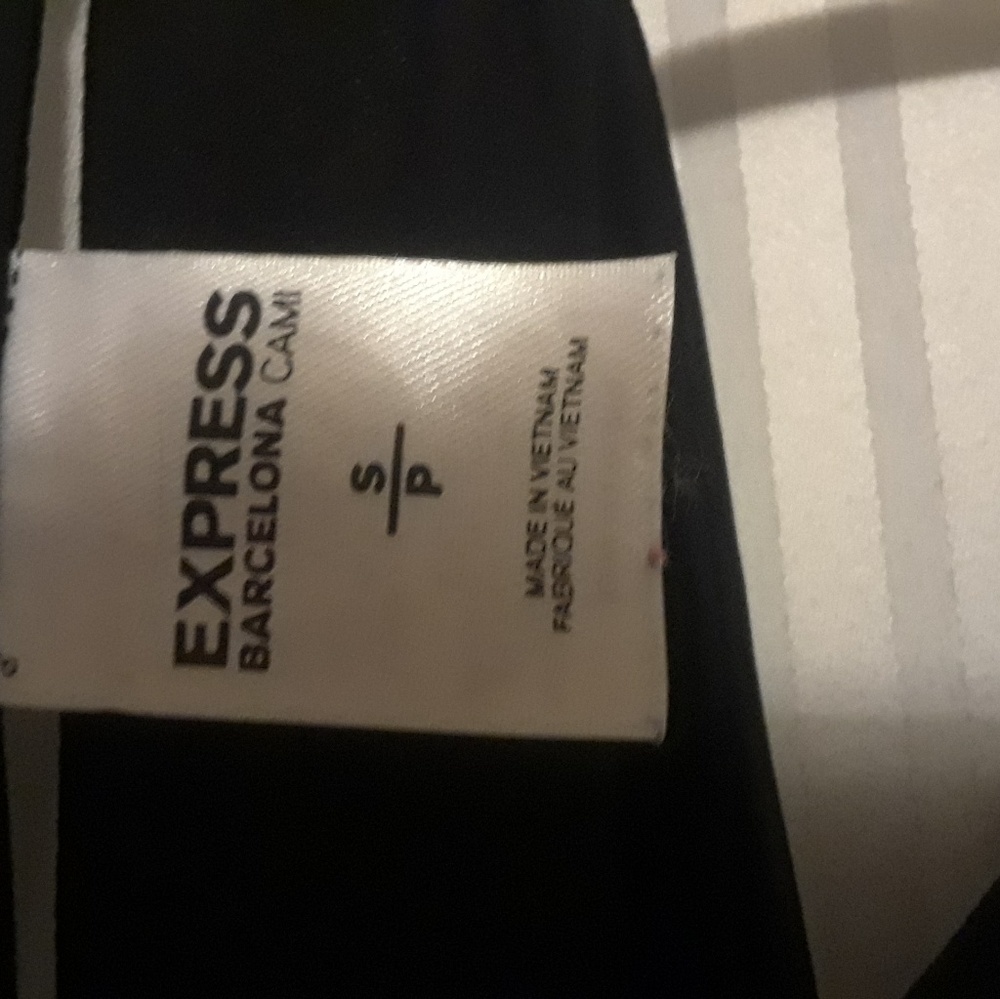 EXPRESS
BARCELONA CAMI
S
P
MADE IN VIETNAM
FABRIQUÉ AU VIETNAM